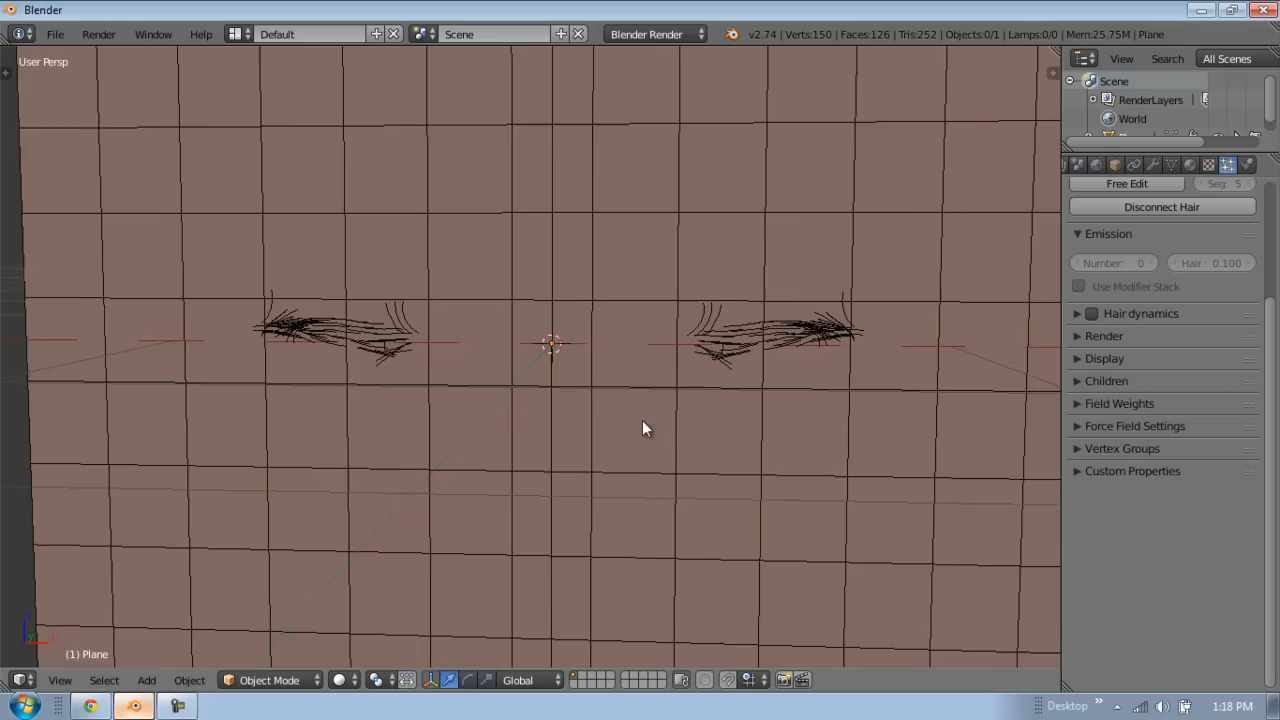 Blender
File Render Window Help Default Scene Blender Render v2.74 | Verts:150 | Faces:126 | Tris:252 | Objects:0/1 | Lamps:0/0 | Mem:25.75M | Plane
User Persp
View Search All Scenes
Scene
RenderLayers
World
Free Edit Seg: 5
Disconnect Hair
Emission
Number: 0 Hair: 0.100
Use Modifier Stack
Hair dynamics
Render
Display
Children
Field Weights
Force Field Settings
Vertex Groups
Custom Properties
(1) Plane
View Select Add Object Object Mode Global
Desktop 1:18 PM